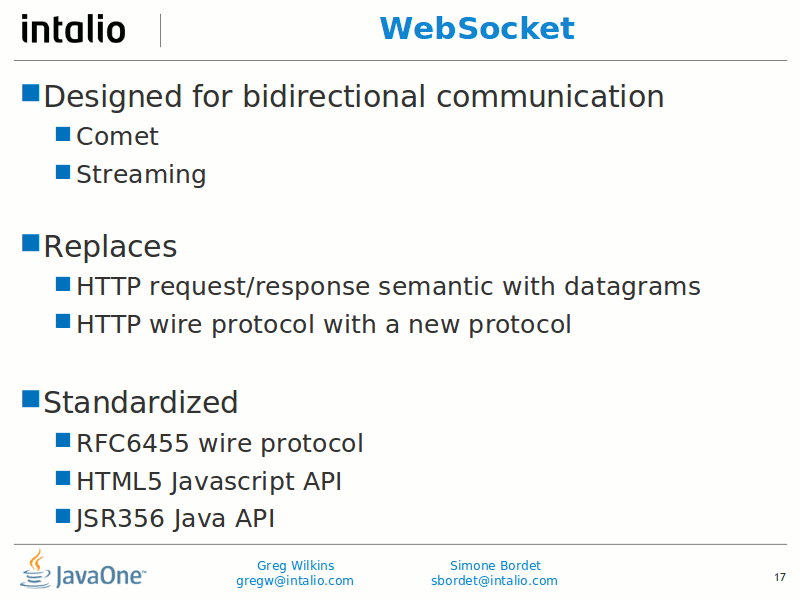 intalio
WebSocket
Designed for bidirectional communication
Comet
Streaming
Replaces
HTTP request/response semantic with datagrams
HTTP wire protocol with a new protocol
Standardized
RFC6455 wire protocol
HTML5 Javascript API
JSR356 Java API
JavaOne™
Greg Wilkins
gregw@intalio.com
Simone Bordet
sbordet@intalio.com
17